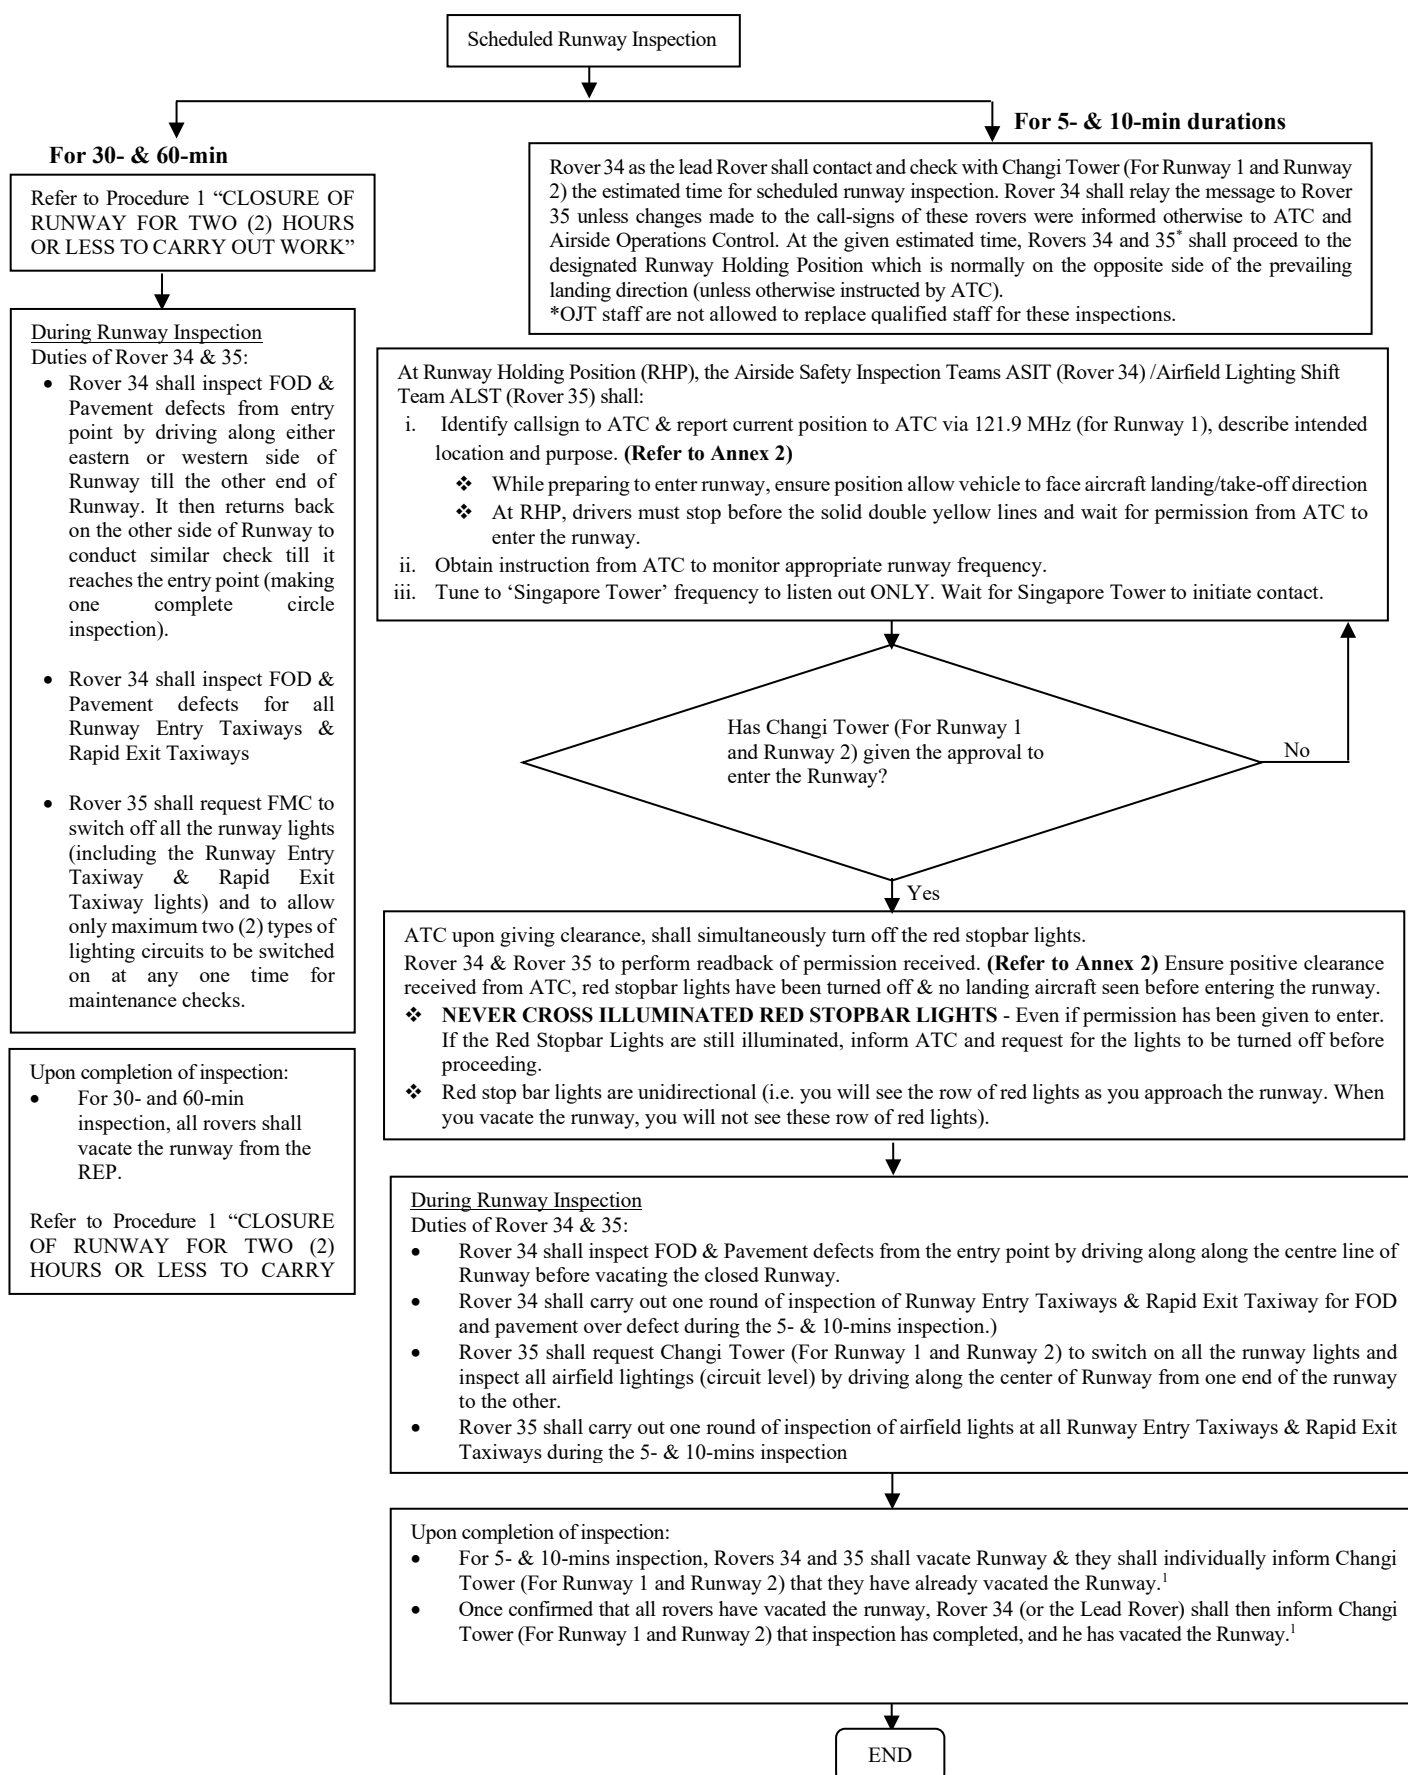 Scheduled Runway Inspection
For 30- & 60-min
Refer to Procedure 1 “CLOSURE OF
RUNWAY FOR TWO (2) HOURS
OR LESS TO CARRY OUT WORK”
During Runway Inspection
Duties of Rover 34 & 35:
• Rover 34 shall inspect FOD &
Pavement defects from entry
point by driving along either
eastern or western side of
Runway till the other end of
Runway. It then returns back
on the other side of Runway to
conduct similar check till it
reaches the entry point (making
one complete circle
inspection).
• Rover 34 shall inspect FOD &
Pavement defects for all
Runway Entry Taxiways &
Rapid Exit Taxiways
• Rover 35 shall request FMC to
switch off all the runway lights
(including the Runway Entry
Taxiway & Rapid Exit
Taxiway lights) and to allow
only maximum two (2) types of
lighting circuits to be switched
on at any one time for
maintenance checks.
Upon completion of inspection:
• For 30- and 60-min
inspection, all rovers shall
vacate the runway from the
REP.
Refer to Procedure 1 “CLOSURE
OF RUNWAY FOR TWO (2)
HOURS OR LESS TO CARRY
For 5- & 10-min durations
Rover 34 as the lead Rover shall contact and check with Changi Tower (For Runway 1 and Runway
2) the estimated time for scheduled runway inspection. Rover 34 shall relay the message to Rover
35 unless changes made to the call-signs of these rovers were informed otherwise to ATC and
Airside Operations Control. At the given estimated time, Rovers 34 and 35* shall proceed to the
designated Runway Holding Position which is normally on the opposite side of the prevailing
landing direction (unless otherwise instructed by ATC).
*OJT staff are not allowed to replace qualified staff for these inspections.
At Runway Holding Position (RHP), the Airside Safety Inspection Teams ASIT (Rover 34) /Airfield Lighting Shift
Team ALST (Rover 35) shall:
i. Identify callsign to ATC & report current position to ATC via 121.9 MHz (for Runway 1), describe intended
location and purpose. (Refer to Annex 2)
❖ While preparing to enter runway, ensure position allow vehicle to face aircraft landing/take-off direction
❖ At RHP, drivers must stop before the solid double yellow lines and wait for permission from ATC to
enter the runway.
ii. Obtain instruction from ATC to monitor appropriate runway frequency.
iii. Tune to ‘Singapore Tower’ frequency to listen out ONLY. Wait for Singapore Tower to initiate contact.
Has Changi Tower (For Runway 1
and Runway 2) given the approval to
enter the Runway?
No
Yes
ATC upon giving clearance, shall simultaneously turn off the red stopbar lights.
Rover 34 & Rover 35 to perform readback of permission received. (Refer to Annex 2) Ensure positive clearance
received from ATC, red stopbar lights have been turned off & no landing aircraft seen before entering the runway.
❖ NEVER CROSS ILLUMINATED RED STOPBAR LIGHTS - Even if permission has been given to enter.
If the Red Stopbar Lights are still illuminated, inform ATC and request for the lights to be turned off before
proceeding.
❖ Red stop bar lights are unidirectional (i.e. you will see the row of red lights as you approach the runway. When
you vacate the runway, you will not see these row of red lights).
During Runway Inspection
Duties of Rover 34 & 35:
• Rover 34 shall inspect FOD & Pavement defects from the entry point by driving along along the centre line of
Runway before vacating the closed Runway.
• Rover 34 shall carry out one round of inspection of Runway Entry Taxiways & Rapid Exit Taxiway for FOD
and pavement over defect during the 5- & 10-mins inspection.)
• Rover 35 shall request Changi Tower (For Runway 1 and Runway 2) to switch on all the runway lights and
inspect all airfield lightings (circuit level) by driving along the center of Runway from one end of the runway
to the other.
• Rover 35 shall carry out one round of inspection of airfield lights at all Runway Entry Taxiways & Rapid Exit
Taxiways during the 5- & 10-mins inspection
Upon completion of inspection:
• For 5- & 10-mins inspection, Rovers 34 and 35 shall vacate Runway & they shall individually inform Changi
Tower (For Runway 1 and Runway 2) that they have already vacated the Runway.¹
• Once confirmed that all rovers have vacated the runway, Rover 34 (or the Lead Rover) shall then inform Changi
Tower (For Runway 1 and Runway 2) that inspection has completed, and he has vacated the Runway.¹
END